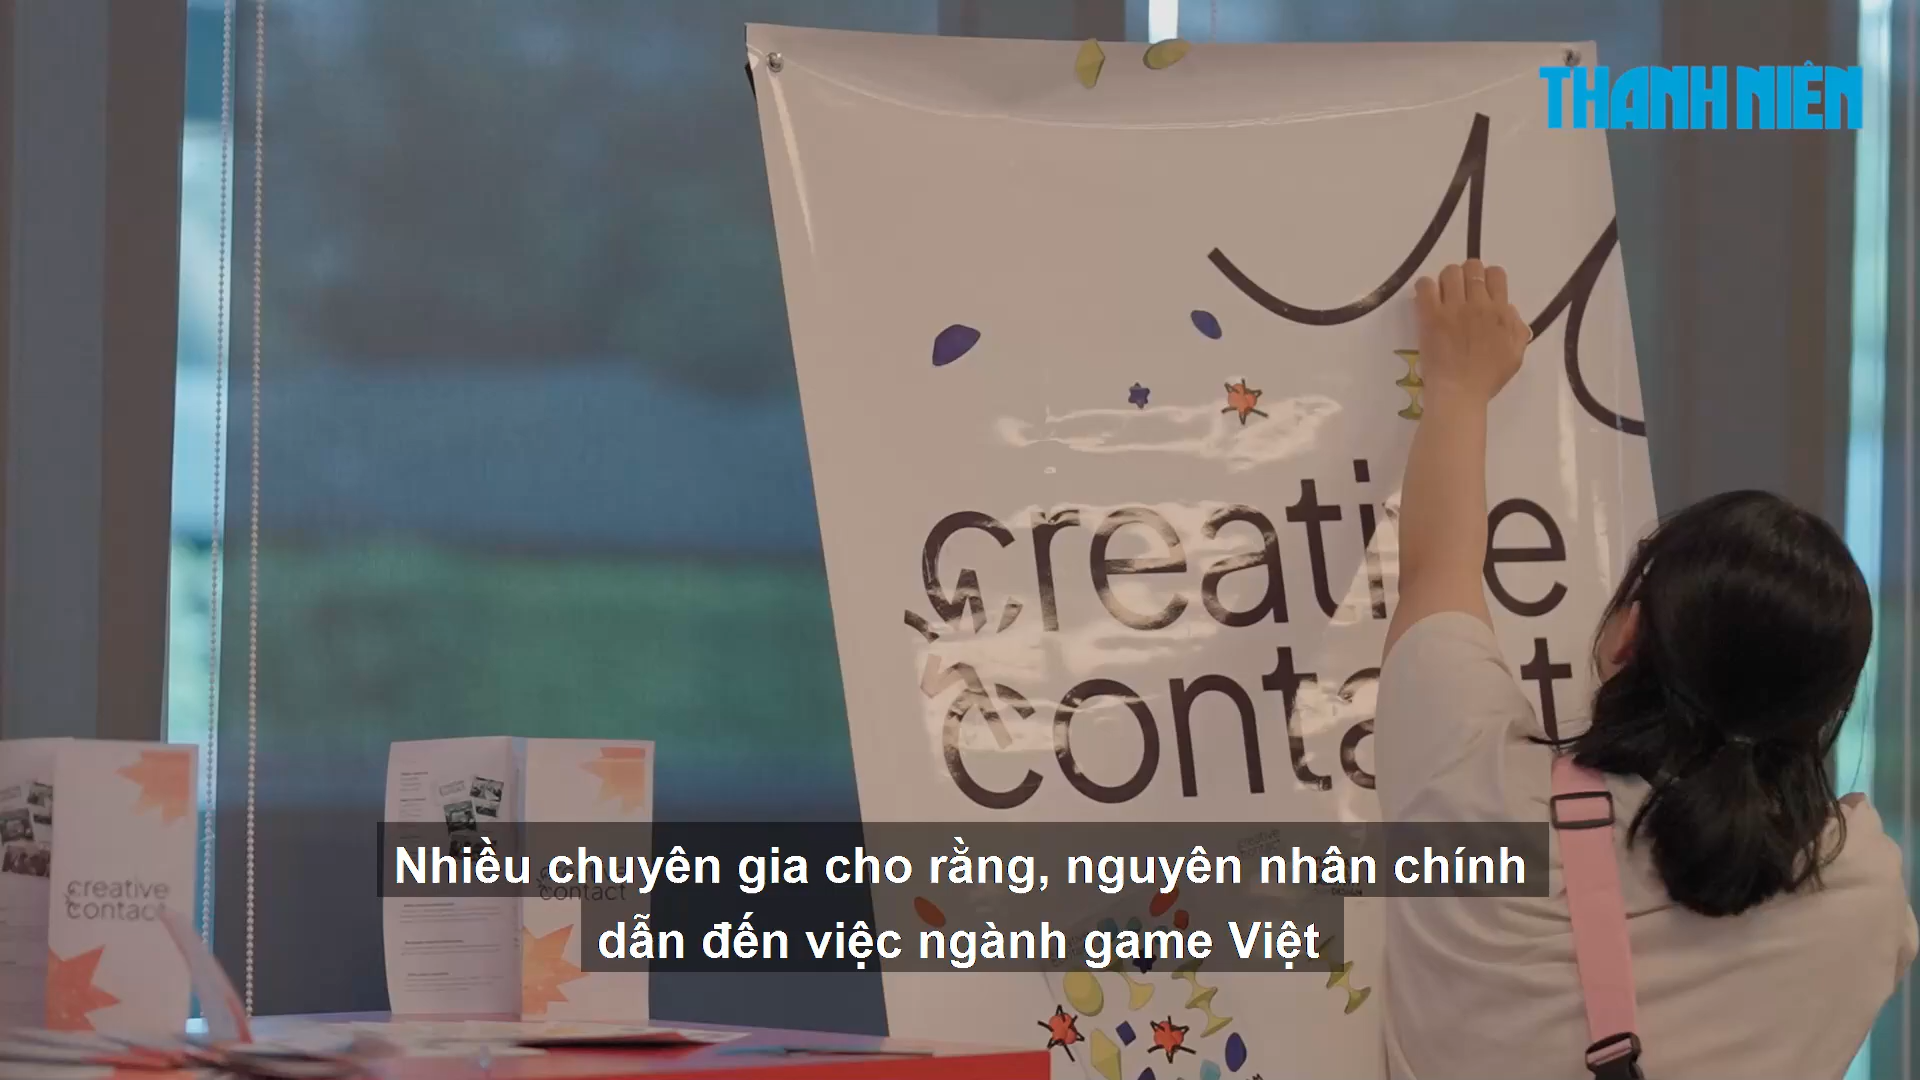 THANH NIÊN
creative
contact
creative
contact
creative
contact
Nhiều chuyên gia cho rằng, nguyên nhân chính
dẫn đến việc ngành game Việt